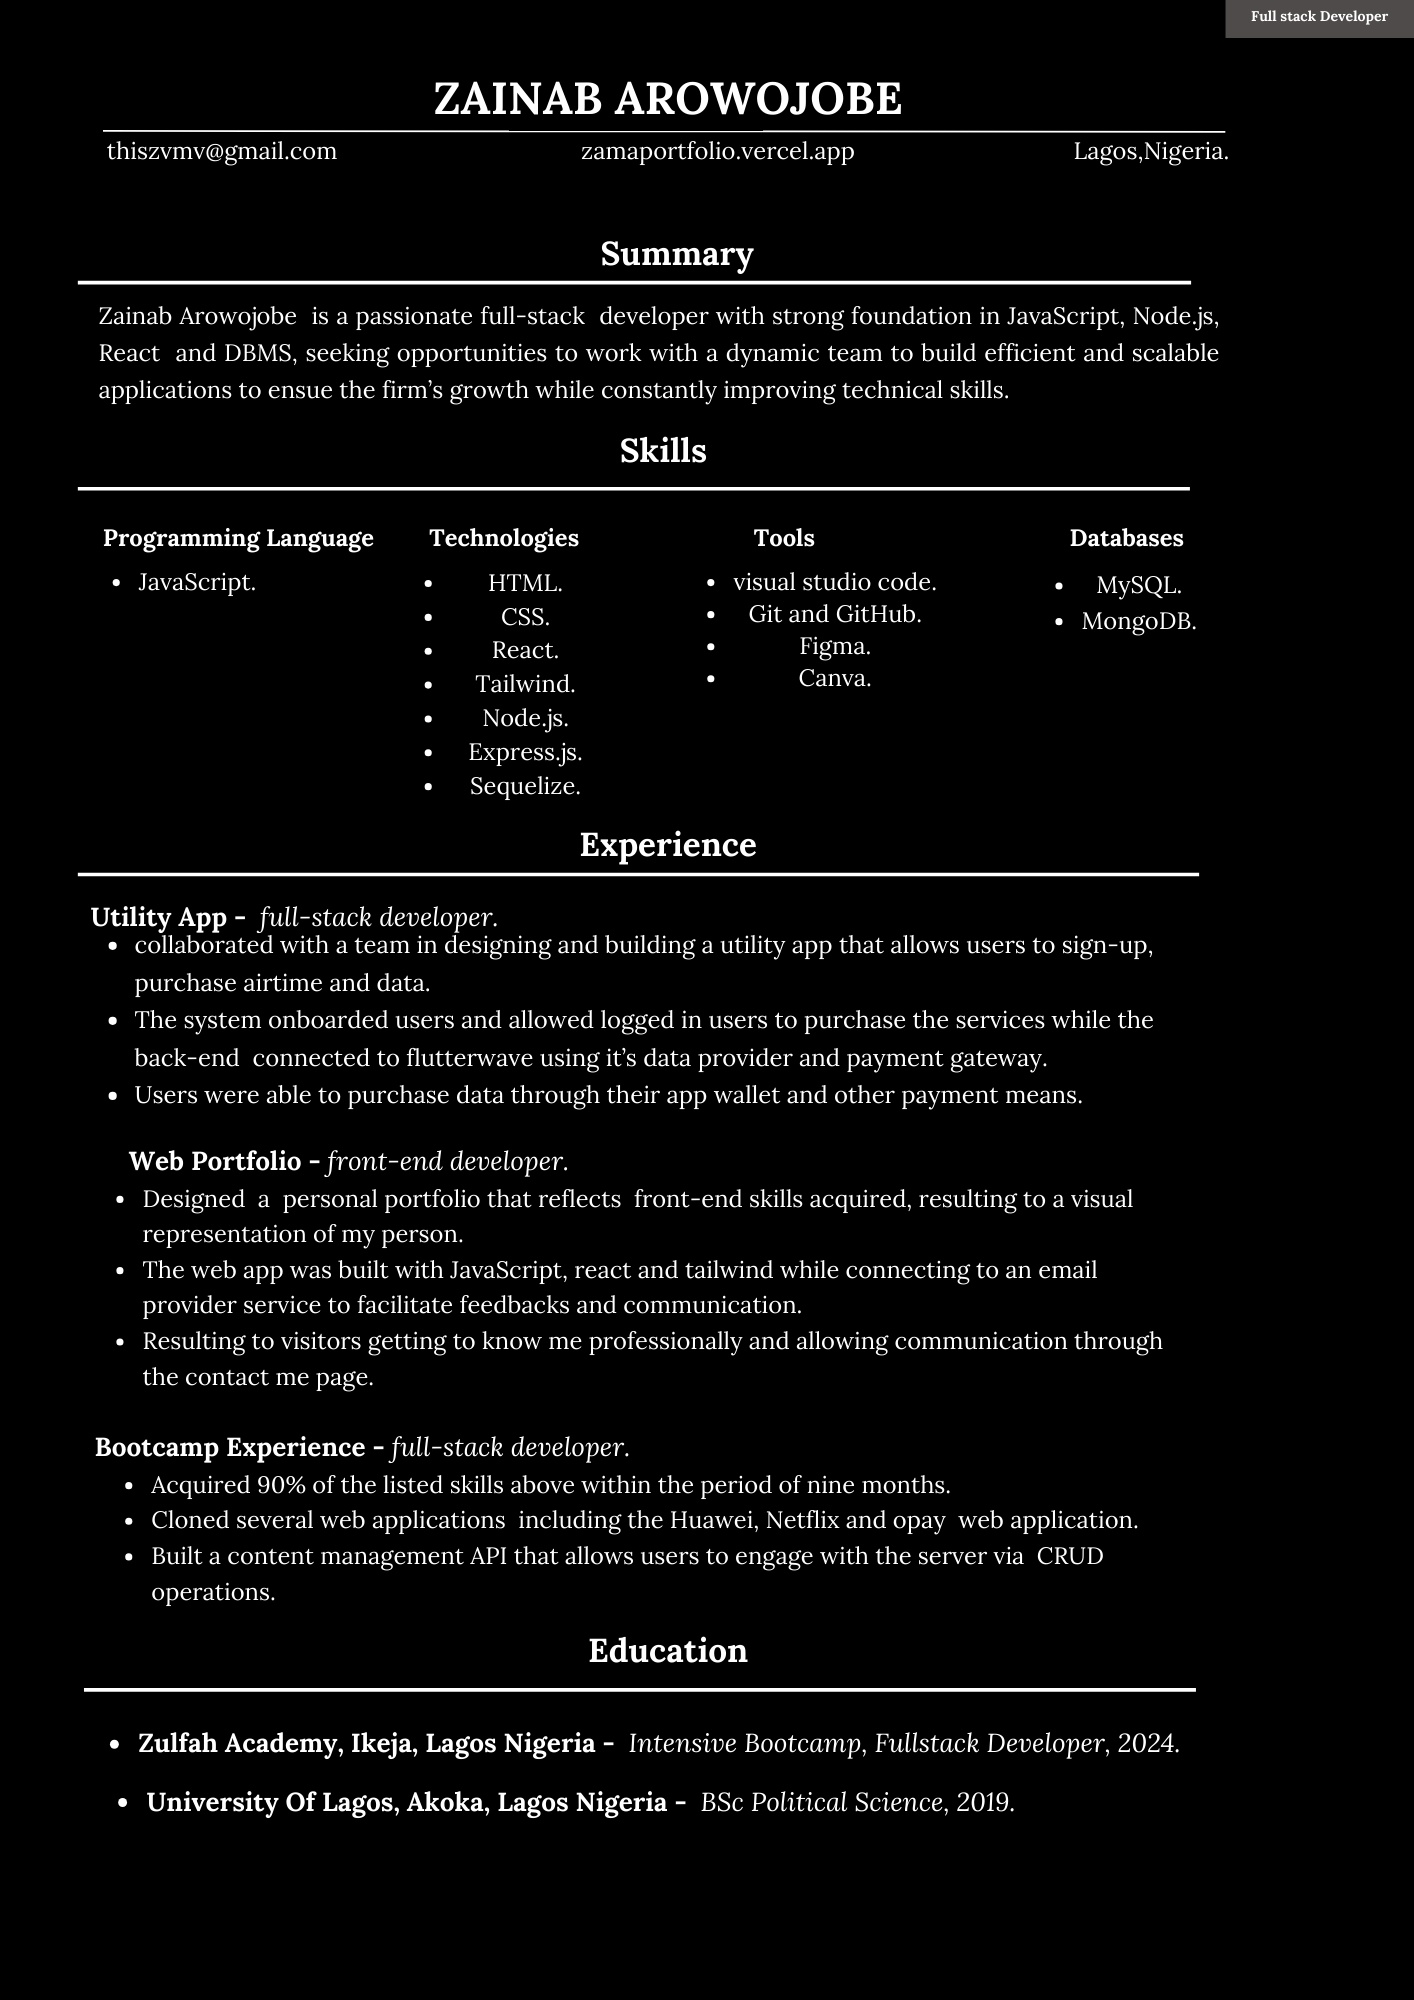 Full stack Developer
ZAINAB AROWOJOBE
thiszvmv@gmail.com zamaportfolio.vercel.app Lagos,Nigeria.
Summary
Zainab Arowojobe is a passionate full-stack developer with strong foundation in JavaScript, Node.js,
React and DBMS, seeking opportunities to work with a dynamic team to build efficient and scalable
applications to ensue the firm’s growth while constantly improving technical skills.
Skills
Programming Language
• JavaScript.
Technologies
• HTML.
• CSS.
• React.
• Tailwind.
• Node.js.
• Express.js.
• Sequelize.
Tools
• visual studio code.
• Git and GitHub.
• Figma.
• Canva.
Databases
• MySQL.
• MongoDB.
Experience
Utility App - full-stack developer.
• collaborated with a team in designing and building a utility app that allows users to sign-up,
purchase airtime and data.
• The system onboarded users and allowed logged in users to purchase the services while the
back-end connected to flutterwave using it’s data provider and payment gateway.
• Users were able to purchase data through their app wallet and other payment means.
Web Portfolio - front-end developer.
• Designed a personal portfolio that reflects front-end skills acquired, resulting to a visual
representation of my person.
• The web app was built with JavaScript, react and tailwind while connecting to an email
provider service to facilitate feedbacks and communication.
• Resulting to visitors getting to know me professionally and allowing communication through
the contact me page.
Bootcamp Experience - full-stack developer.
• Acquired 90% of the listed skills above within the period of nine months.
• Cloned several web applications including the Huawei, Netflix and opay web application.
• Built a content management API that allows users to engage with the server via CRUD
operations.
Education
• Zulfah Academy, Ikeja, Lagos Nigeria - Intensive Bootcamp, Fullstack Developer, 2024.
• University Of Lagos, Akoka, Lagos Nigeria - BSc Political Science, 2019.